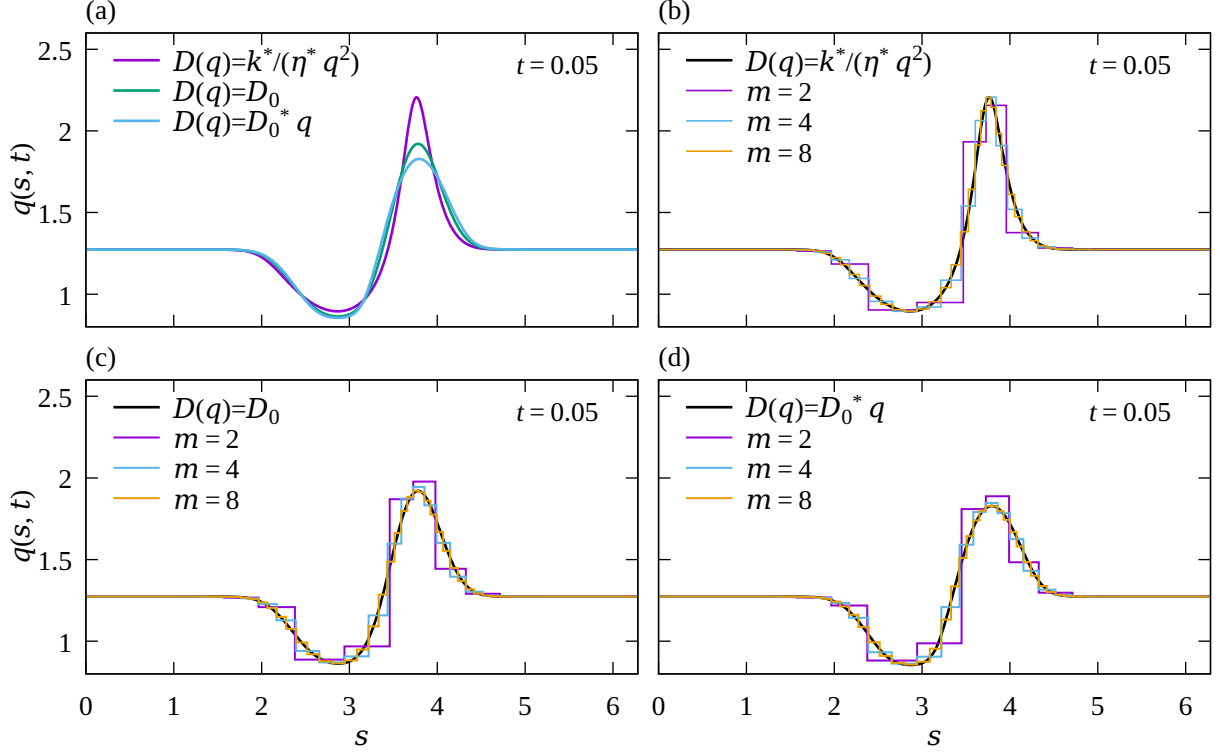 (a)
2.5
2
1.5
1
q(s, t)
D(q)=k*/(η* q²)
D(q)=D₀
D(q)=D₀* q
t = 0.05
(b)
D(q)=k*/(η* q²)
m = 2
m = 4
m = 8
t = 0.05
(c)
2.5
2
1.5
1
q(s, t)
D(q)=D₀
m = 2
m = 4
m = 8
t = 0.05
0 1 2 3 4 5 6
s
(d)
D(q)=D₀* q
m = 2
m = 4
m = 8
t = 0.05
0 1 2 3 4 5 6
s